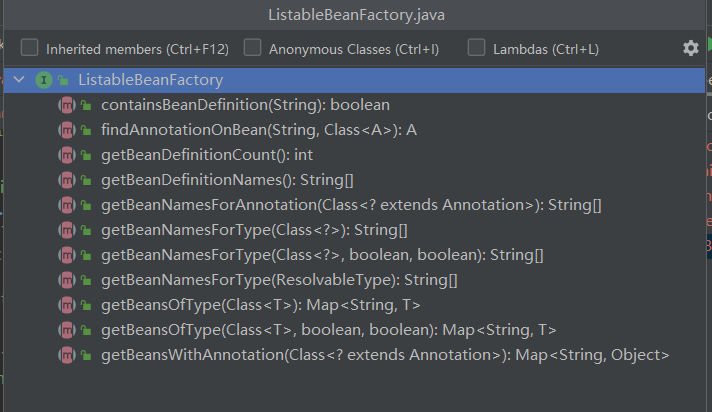 ListableBeanFactory.java
Inherited members (Ctrl+F12) Anonymous Classes (Ctrl+I) Lambdas (Ctrl+L)
I ListableBeanFactory
m containsBeanDefinition(String): boolean
m findAnnotationOnBean(String, Class<A>): A
m getBeanDefinitionCount(): int
m getBeanDefinitionNames(): String[]
m getBeanNamesForAnnotation(Class<? extends Annotation>): String[]
m getBeanNamesForType(Class<?>): String[]
m getBeanNamesForType(Class<?>, boolean, boolean): String[]
m getBeanNamesForType(ResolvableType): String[]
m getBeansOfType(Class<T>): Map<String, T>
m getBeansOfType(Class<T>, boolean, boolean): Map<String, T>
m getBeansWithAnnotation(Class<? extends Annotation>): Map<String, Object>